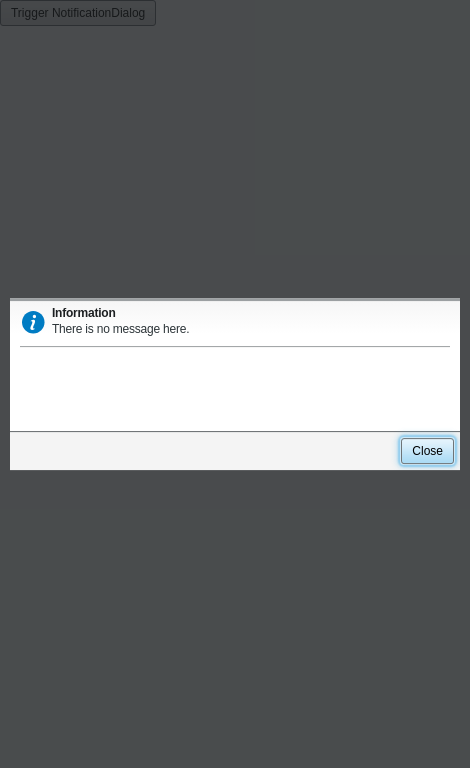 Trigger NotificationDialog
Information
There is no message here.
Close